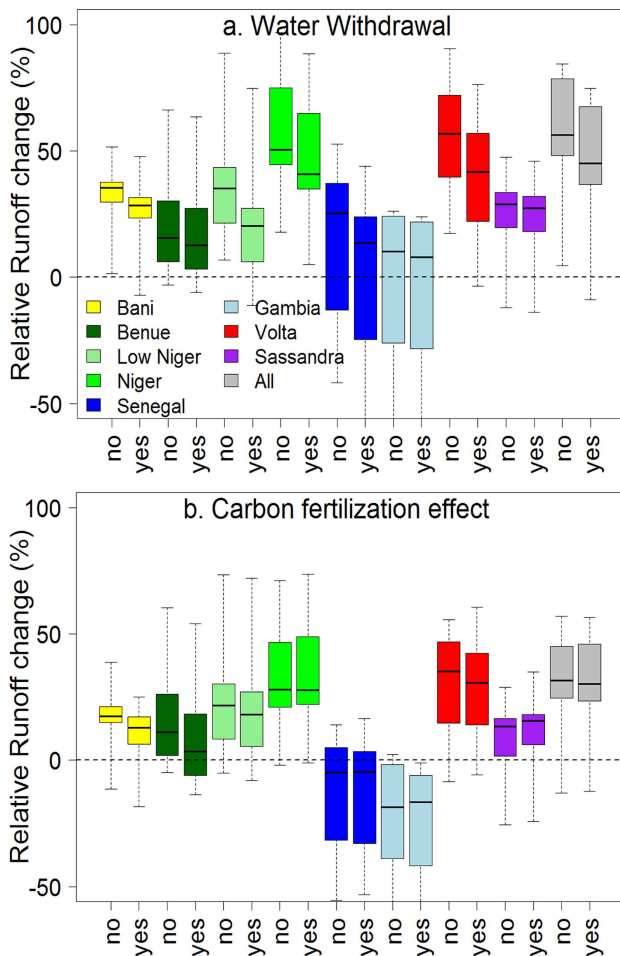 a. Water Withdrawal
Relative Runoff change (%)
100
50
0
-50
Bani
Benue
Low Niger
Niger
Senegal
Gambia
Volta
Sassandra
All
no yes no yes no yes no yes no yes no yes no yes no yes no yes
b. Carbon fertilization effect
Relative Runoff change (%)
100
50
0
-50
no yes no yes no yes no yes no yes no yes no yes no yes no yes